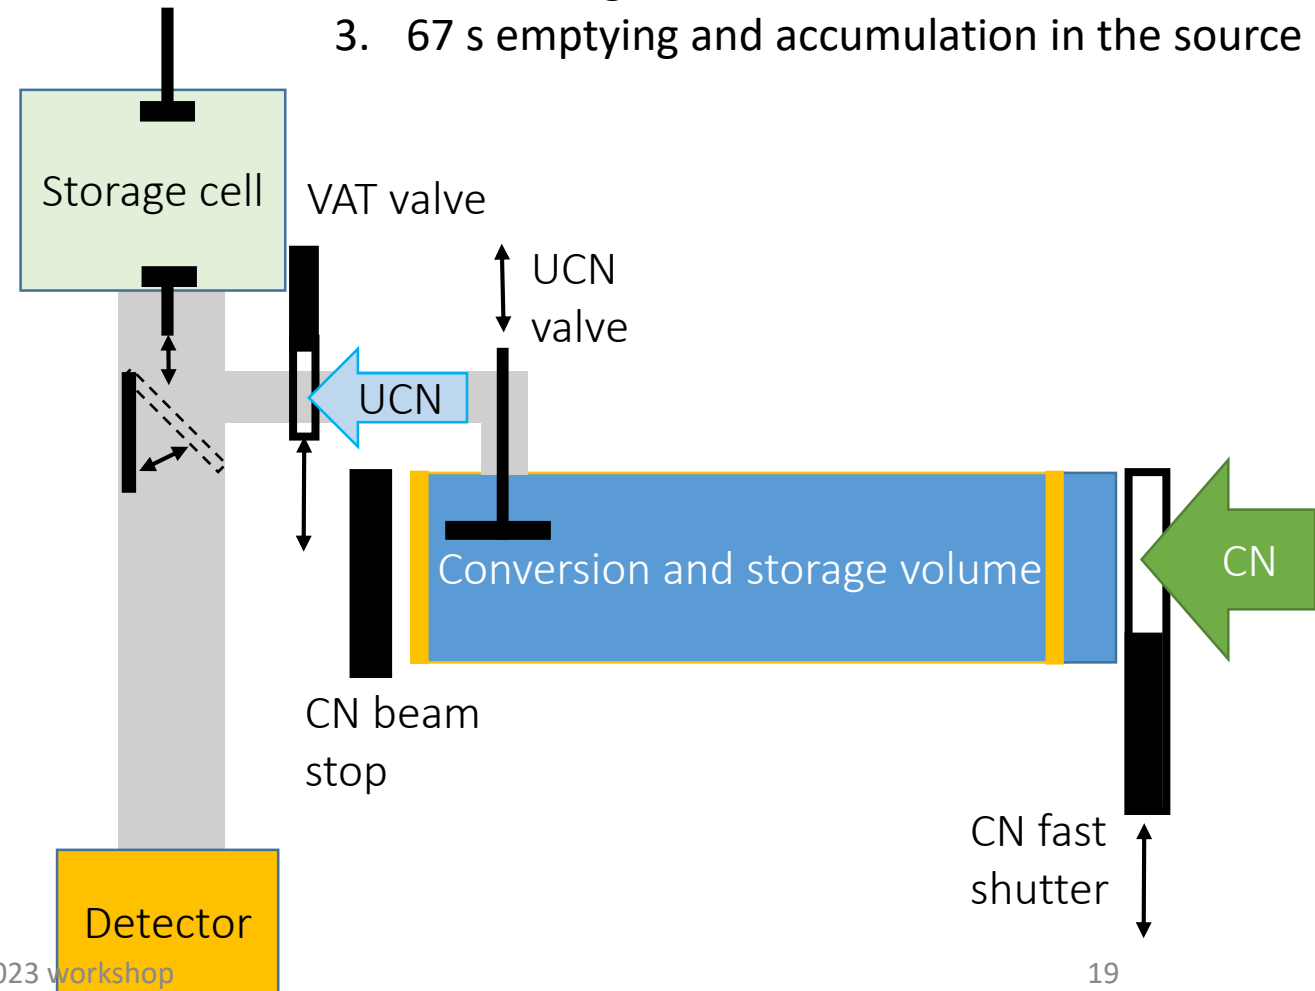 3. 67 s emptying and accumulation in the source
Storage cell
VAT valve
UCN
valve
UCN
Conversion and storage volume
CN
CN beam
stop
CN fast
shutter
Detector
023 workshop
19